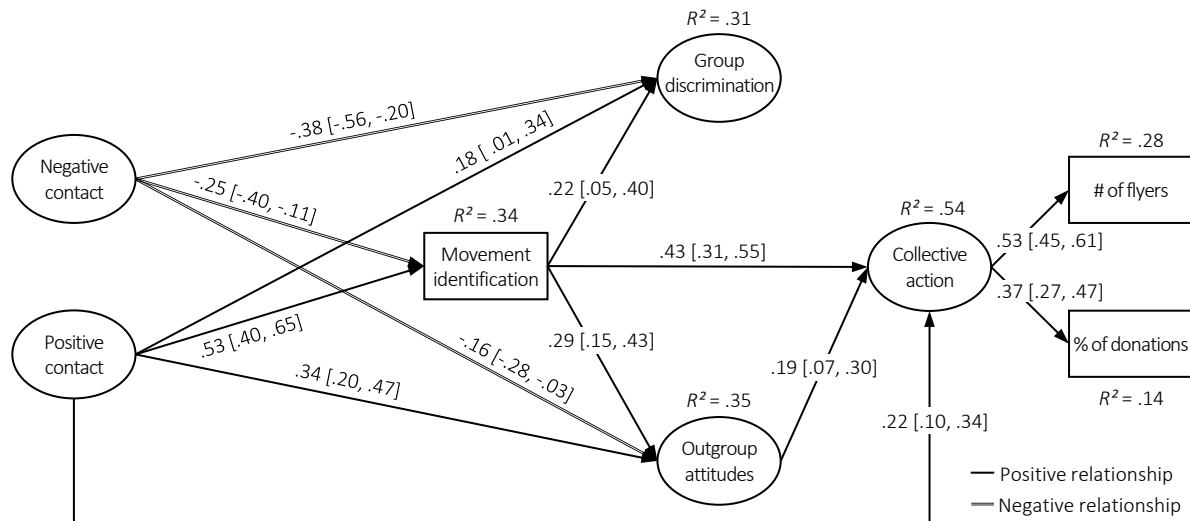 R² = .31
Group
discrimination
-.38 [-.56, -.20]
.18 [ .01, .34]
Negative
contact
-.25 [-.40, -.11]
.22 [.05, .40]
R² = .28
# of flyers
R² = .34
R² = .54
Movement
identification
.43 [.31, .55]
Collective
action
.53 [.45, .61]
.37 [.27, .47]
Positive
contact
.53 [.40, .65]
-.16 [-.28, -.03]
.29 [.15, .43]
.34 [.20, .47]
.19 [.07, .30]
% of donations
R² = .14
R² = .35
Outgroup
attitudes
.22 [.10, .34]
Positive relationship
Negative relationship